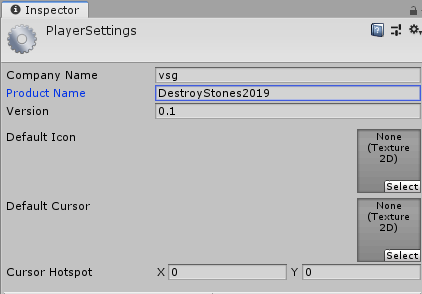 Inspector
PlayerSettings
Company Name vsg
Product Name DestroyStones2019
Version 0.1
Default Icon
None
(Texture
2D)
Select
Default Cursor
None
(Texture
2D)
Select
Cursor Hotspot X 0 Y 0